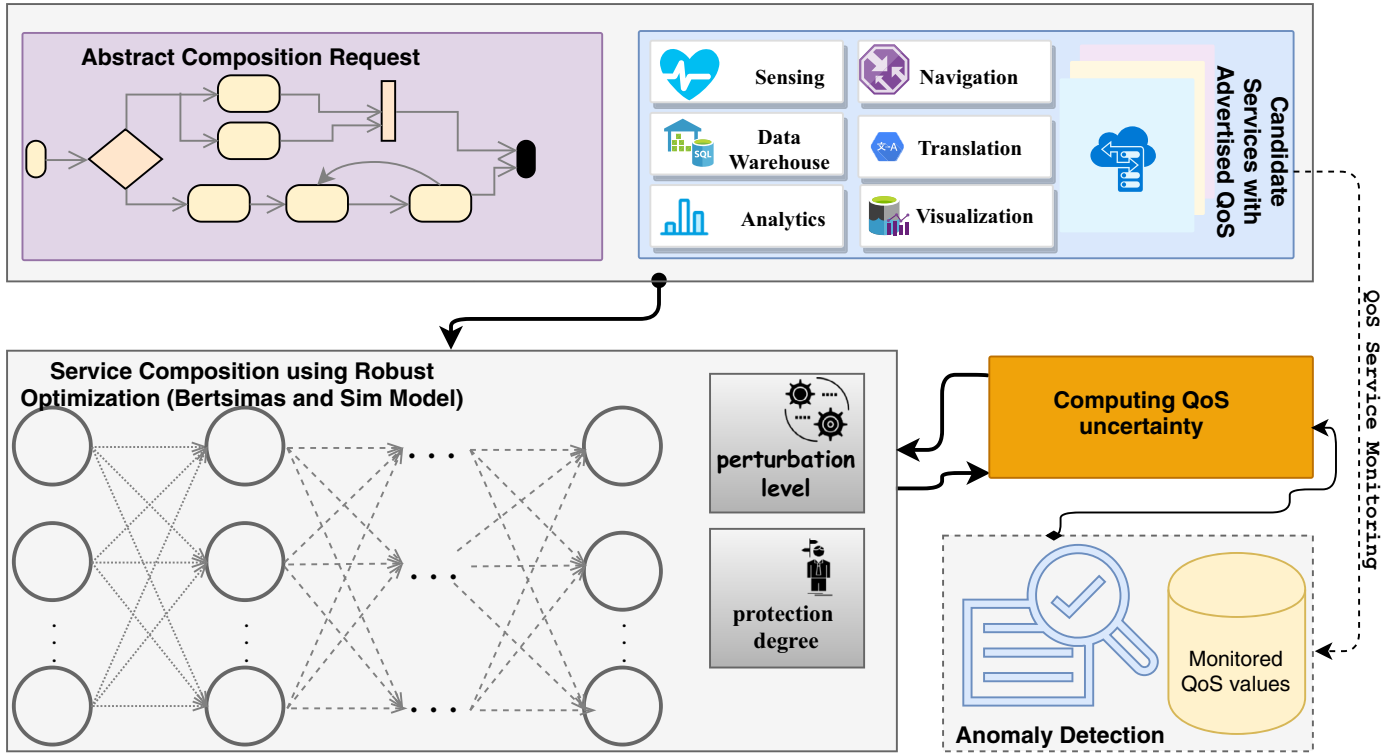 Abstract Composition Request
Sensing
Navigation
Data
Warehouse
SQL
文-A
Translation
Analytics
Visualization
Candidate
Services with
Advertised QoS
QoS Service Monitoring
Service Composition using Robust
Optimization (Bertsimas and Sim Model)
perturbation
level
protection
degree
Computing QoS
uncertainty
Monitored
QoS values
Anomaly Detection